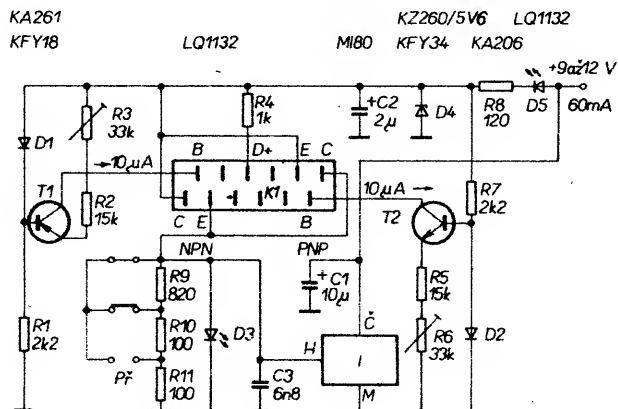 KA261 KZ260/5V6 LQ1132
KFY18 LQ1132 MI80 KFY34 KA206
+9až12 V
60mA
R3
33k
R4
1k
+C2
2µ
D4
R8
120
D5
D1
B D+ E C
→10µA
K1
10µA→
T1
R2
15k
C E B
T2
R7
2k2
NPN PNP
R9
820
+C1
10µ
R5
15k
Č
R1
2k2
R10
100
D3
H I
R6
33k
D2
Př
R11
100
C3
6n8
M